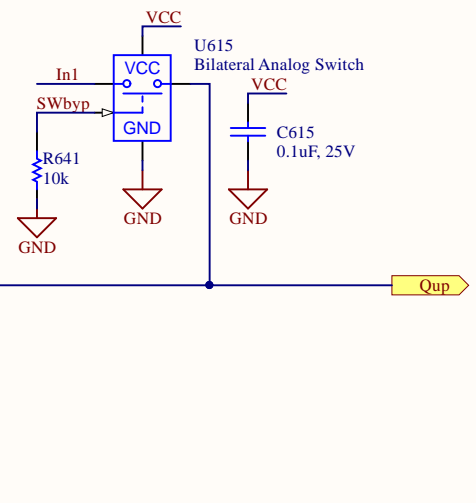 VCC
U615
Bilateral Analog Switch
VCC
In1
VCC
SWbyp
GND
C615
0.1uF, 25V
R641
10k
GND
GND
GND
Qup